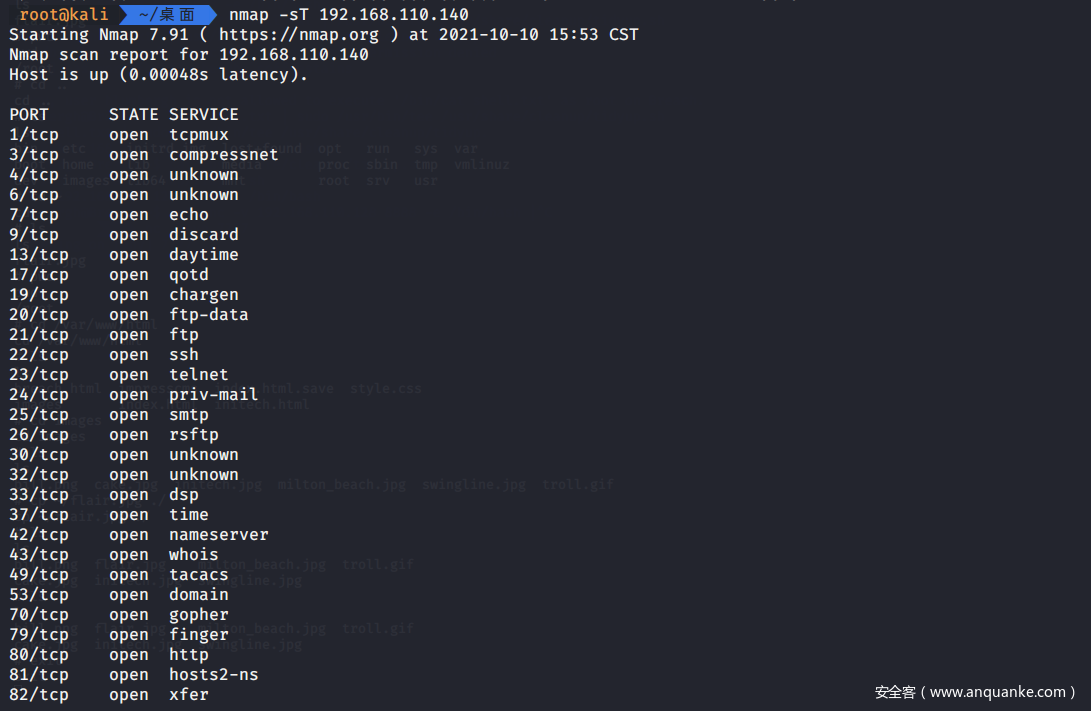 root@kali ~/桌面 nmap -sT 192.168.110.140
Starting Nmap 7.91 ( https://nmap.org ) at 2021-10-10 15:53 CST
Nmap scan report for 192.168.110.140
Host is up (0.00048s latency).
PORT STATE SERVICE
1/tcp open tcpmux
3/tcp open compressnet
4/tcp open unknown
6/tcp open unknown
7/tcp open echo
9/tcp open discard
13/tcp open daytime
17/tcp open qotd
19/tcp open chargen
20/tcp open ftp-data
21/tcp open ftp
22/tcp open ssh
23/tcp open telnet
24/tcp open priv-mail
25/tcp open smtp
26/tcp open rsftp
30/tcp open unknown
32/tcp open unknown
33/tcp open dsp
37/tcp open time
42/tcp open nameserver
43/tcp open whois
49/tcp open tacacs
53/tcp open domain
70/tcp open gopher
79/tcp open finger
80/tcp open http
81/tcp open hosts2-ns
82/tcp open xfer
安全客 ( www.anquanke.com )